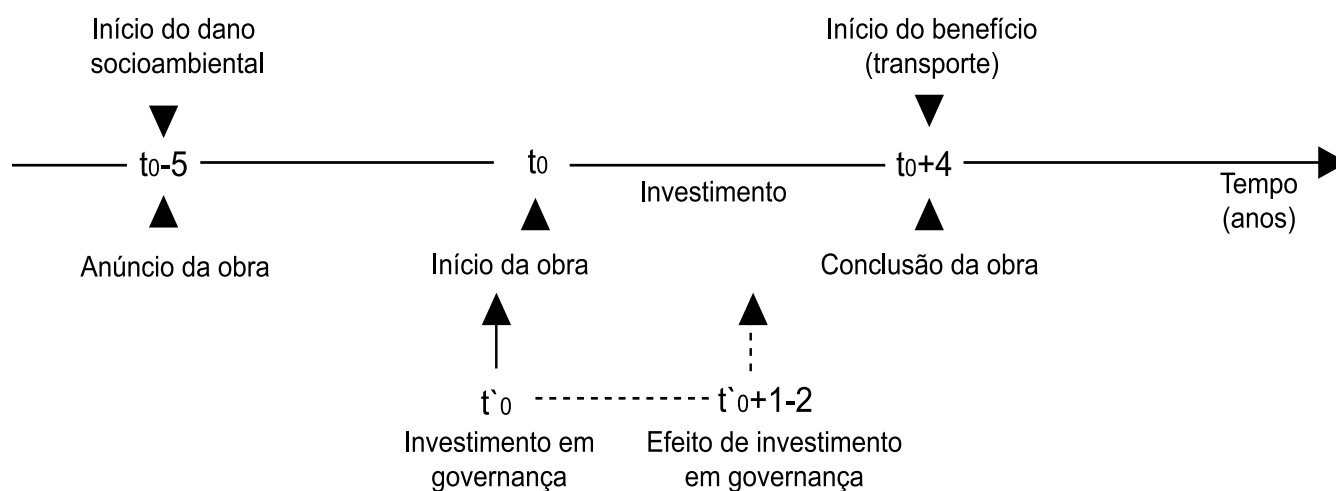 Início do dano
socioambiental
Início do benefício
(transporte)
t0-5
t0
t0+4
Investimento
Tempo
(anos)
Anúncio da obra
Início da obra
Conclusão da obra
t`0
t`0+1-2
Investimento em
governança
Efeito de investimento
em governança